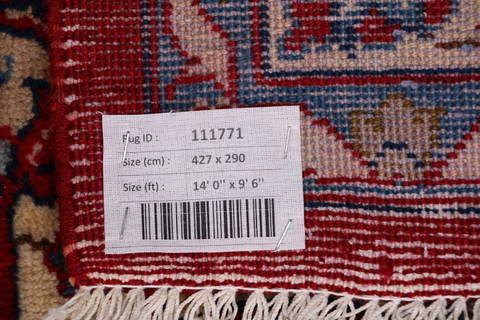 Rug ID : 111771
Size (cm) : 427 x 290
Size (ft) : 14' 0'' x 9' 6''